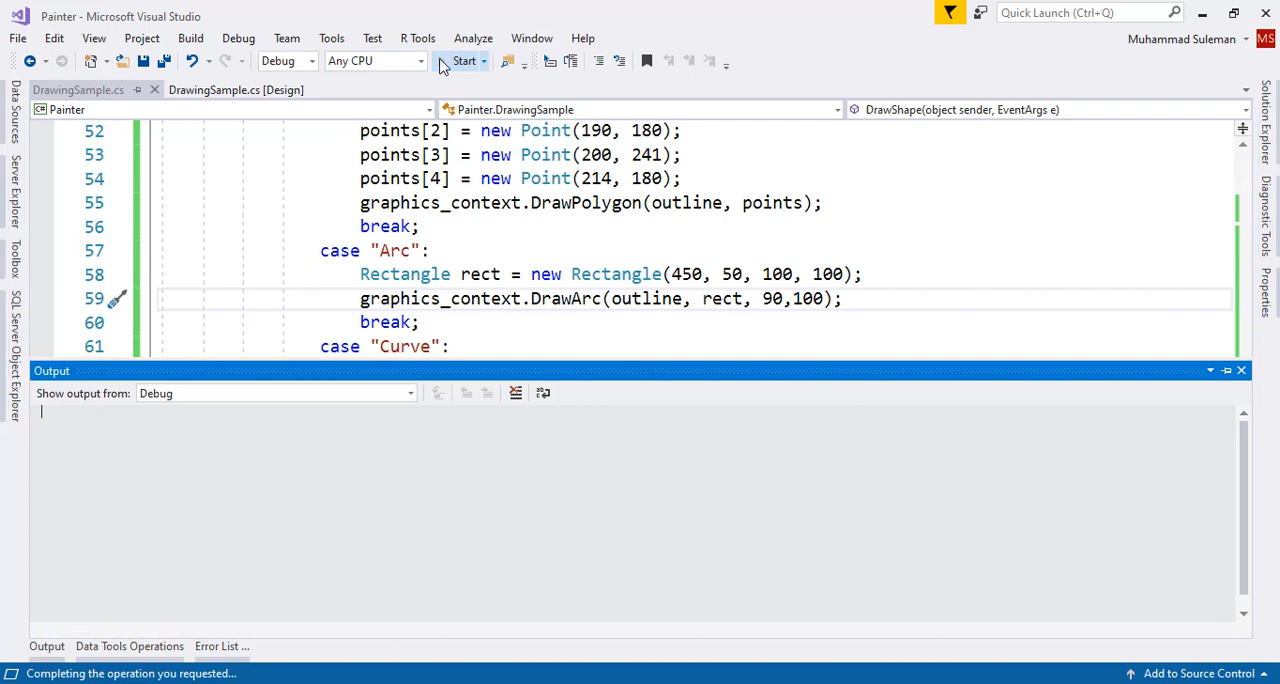 Painter - Microsoft Visual Studio
Quick Launch (Ctrl+Q)
File Edit View Project Build Debug Team Tools Test R Tools Analyze Window Help
Muhammad Suleman MS
Debug Any CPU Start
DrawingSample.cs DrawingSample.cs [Design]
C# Painter Painter.DrawingSample DrawShape(object sender, EventArgs e)
Data Sources
Server Explorer
Toolbox
SQL Server Object Explorer
52 points[2] = new Point(190, 180);
53 points[3] = new Point(200, 241);
54 points[4] = new Point(214, 180);
55 graphics_context.DrawPolygon(outline, points);
56 break;
57 case "Arc":
58 Rectangle rect = new Rectangle(450, 50, 100, 100);
59 graphics_context.DrawArc(outline, rect, 90,100);
60 break;
61 case "Curve":
Solution Explorer
Diagnostic Tools
Properties
Output
Show output from: Debug
Output Data Tools Operations Error List ...
Completing the operation you requested...
Add to Source Control